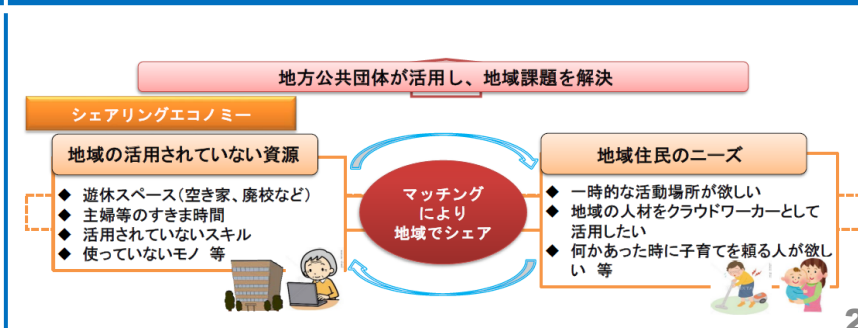 地方公共団体が活用し、地域課題を解決
シェアリングエコノミー
地域の活用されていない資源
◆ 遊休スペース(空き家、廃校など)
◆ 主婦等のすきま時間
◆ 活用されていないスキル
◆ 使っていないモノ 等
マッチング
により
地域でシェア
地域住民のニーズ
◆ 一時的な活動場所が欲しい
◆ 地域の人材をクラウドワーカーとして
活用したい
◆ 何かあった時に子育てを頼る人が欲し
い 等
2